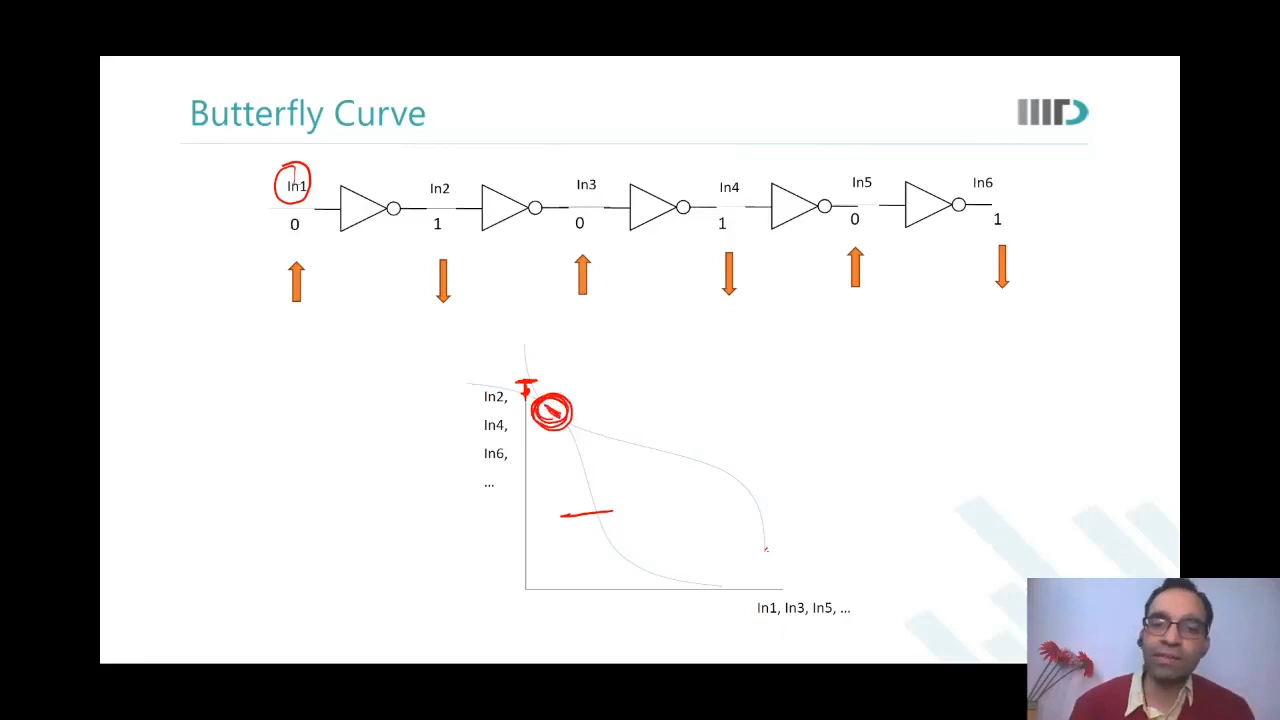 Butterfly Curve
IIITD
In1 In2 In3 In4 In5 In6
0 1 0 1 0 1
In2,
In4,
In6,
...
In1, In3, In5, ...